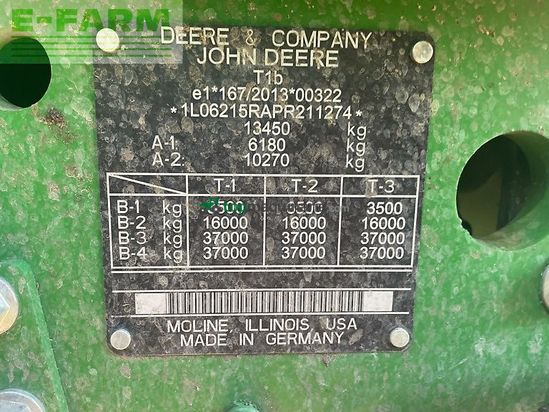 E-FARM
DEERE & COMPANY
JOHN DEERE
T1b
e1*167/2013*00322
*1L06215RAPR211274*
13450 kg
A-1: 6180 kg
A-2: 10270 kg
T-1 T-2 T-3
B-1 kg 3500 3500
B-2 kg 16000 16000 16000
B-3 kg 37000 37000 37000
B-4 kg 37000 37000 37000
MOLINE, ILLINOIS, USA
MADE IN GERMANY